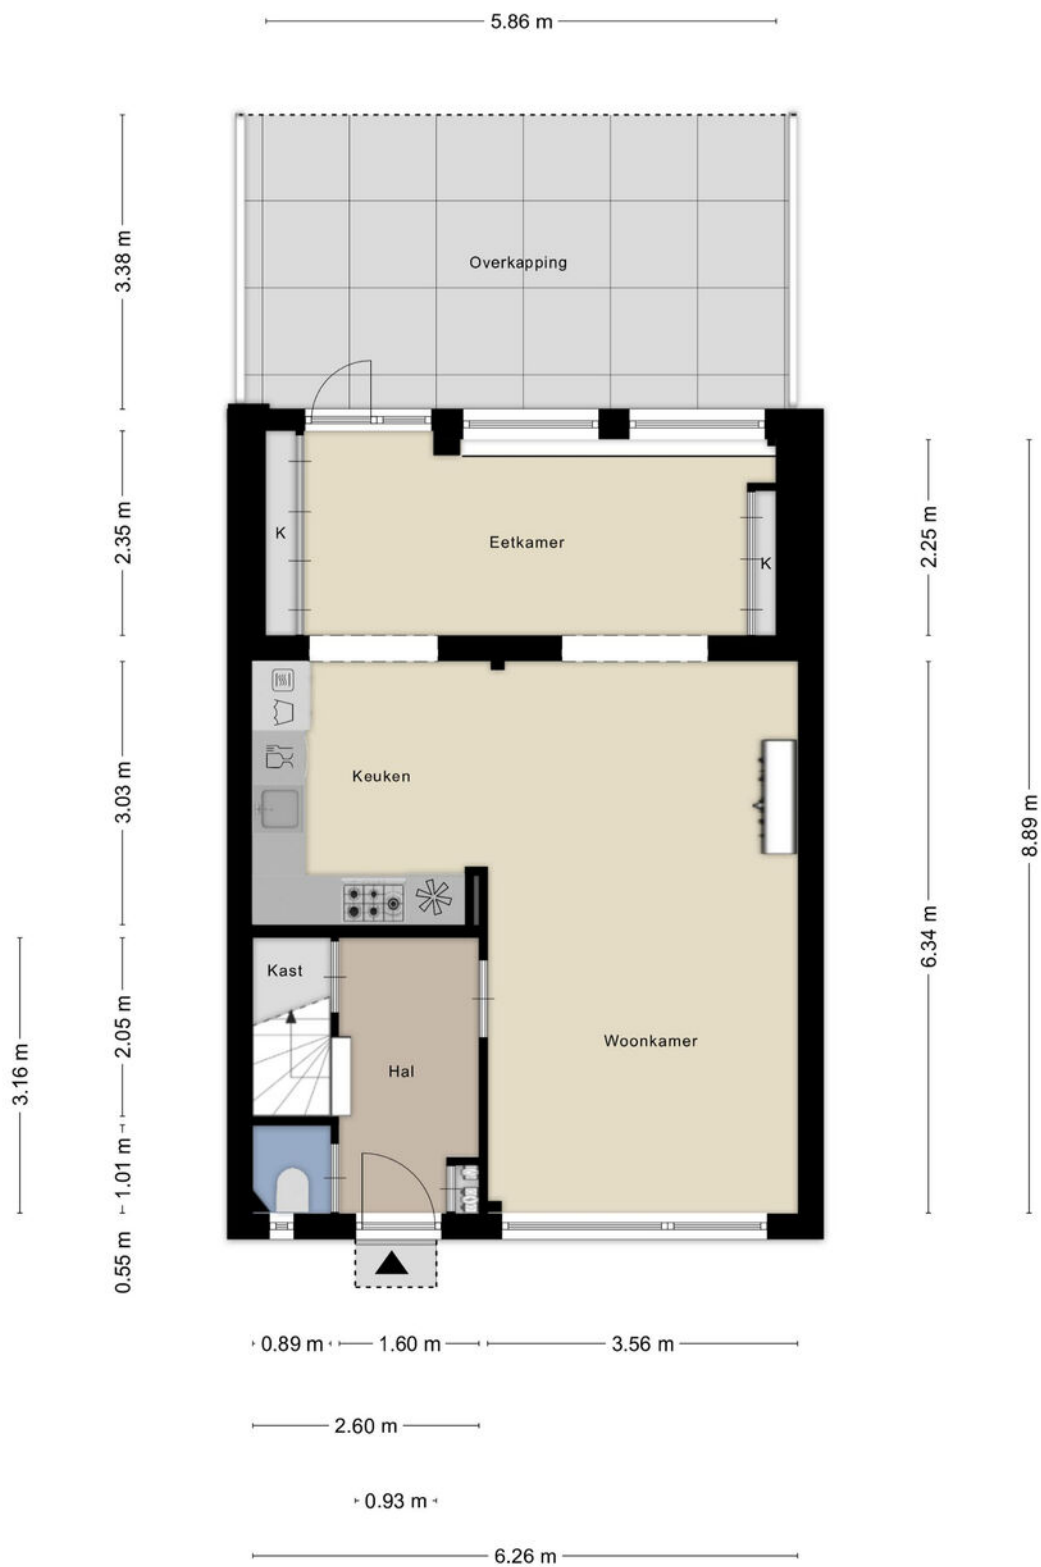 5.86 m
3.38 m
Overkapping
2.35 m
K
Eetkamer
K
2.25 m
3.03 m
Keuken
8.89 m
6.34 m
Kast
2.05 m
Woonkamer
3.16 m
Hal
1.01 m
0.55 m
0.89 m
1.60 m
3.56 m
2.60 m
0.93 m
6.26 m